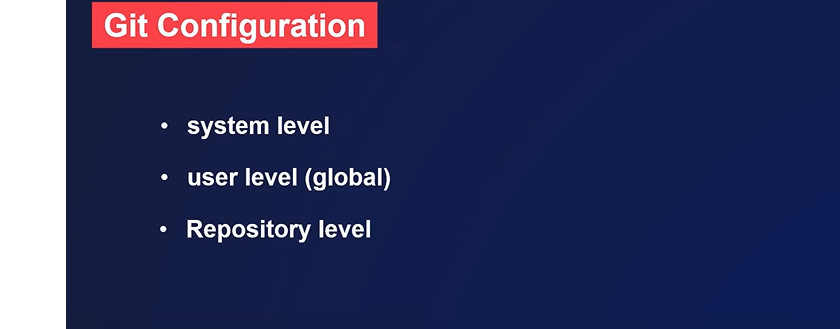 Git Configuration
• system level
• user level (global)
• Repository level